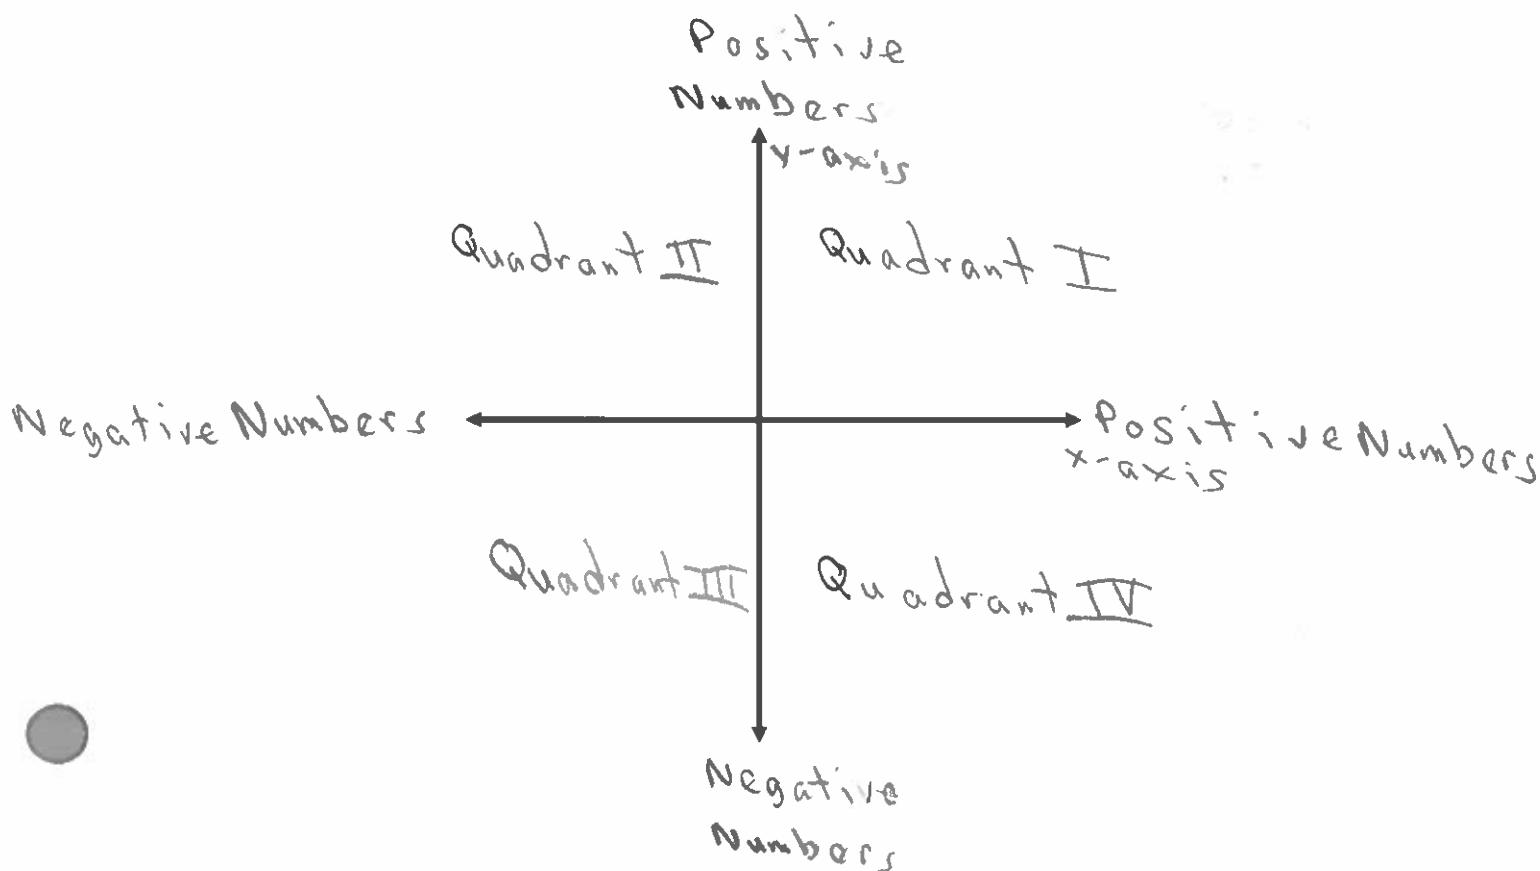 Positive
Numbers
y-axis
Quadrant II
Quadrant I
Negative Numbers
Positive Numbers
x-axis
Quadrant III
Quadrant IV
Negative
Numbers